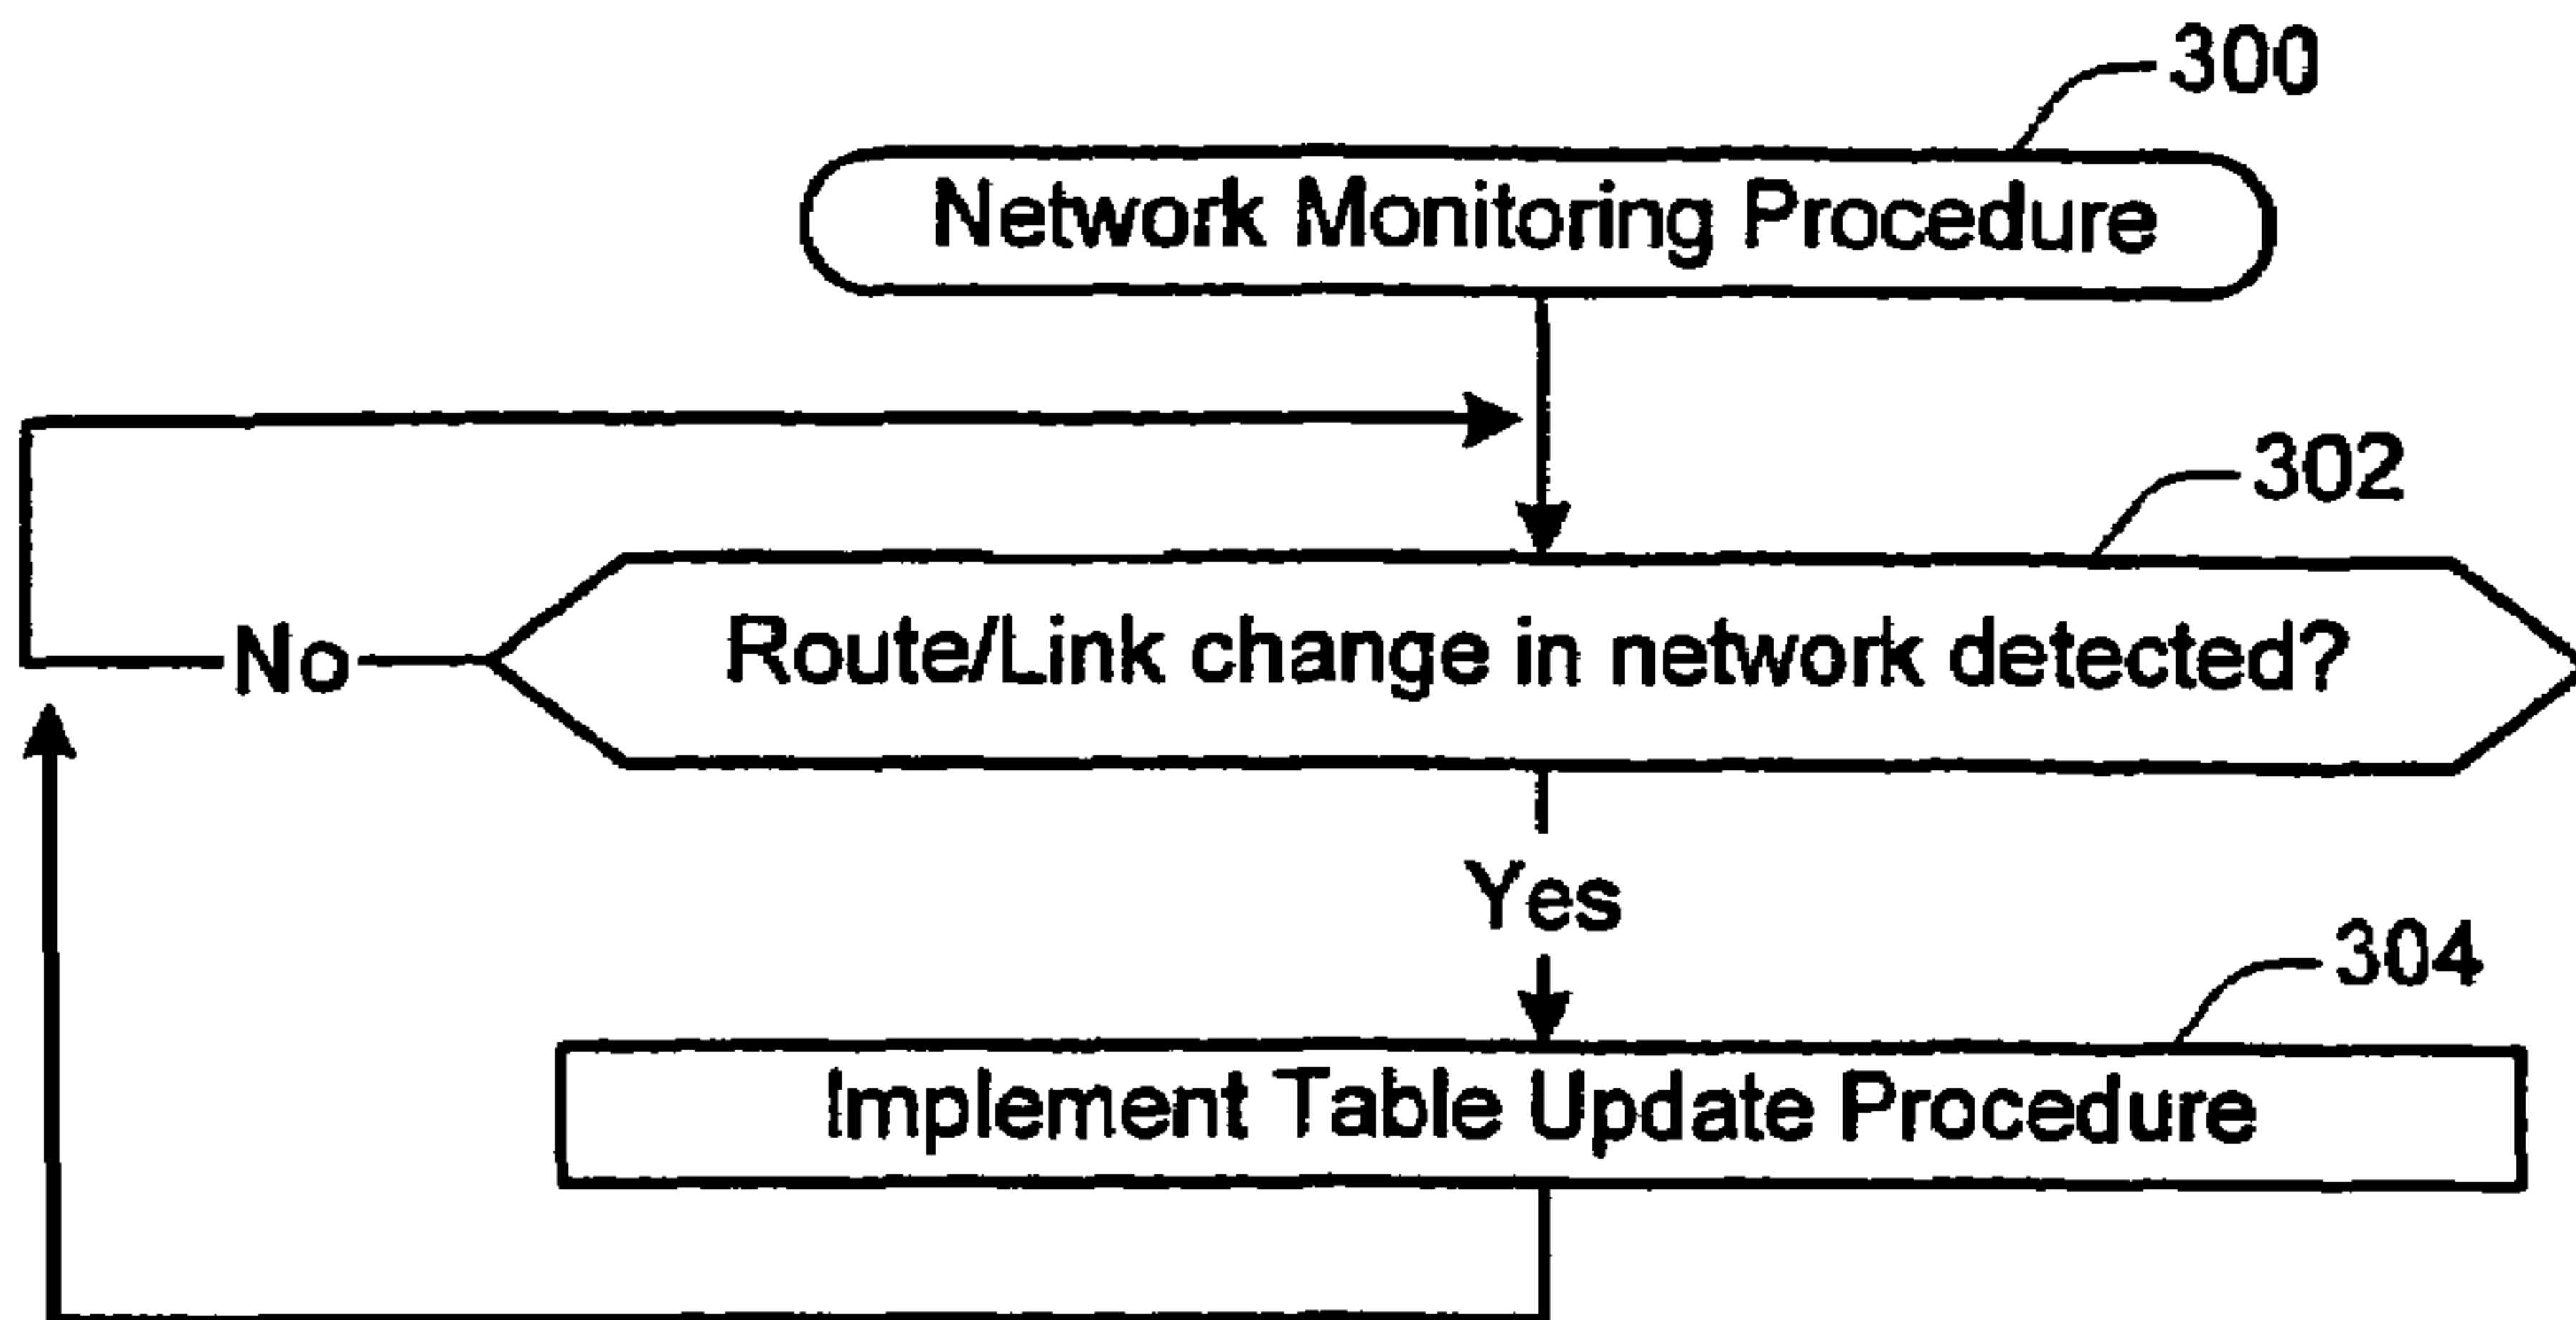 300
Network Monitoring Procedure
302
Route/Link change in network detected?
No
Yes
304
Implement Table Update Procedure